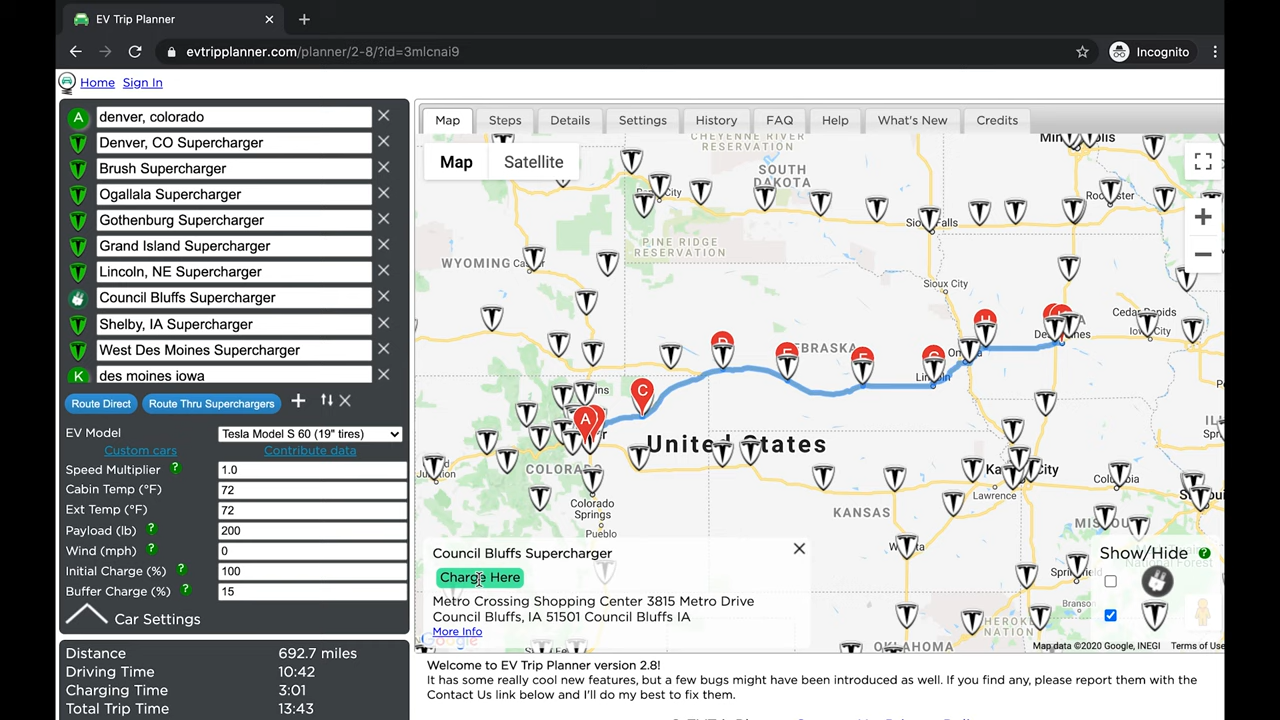 EV Trip Planner
evtripplanner.com/planner/2-8/?id=3mlcnai9
Incognito
Home Sign In
A denver, colorado
Denver, CO Supercharger
Brush Supercharger
Ogallala Supercharger
Gothenburg Supercharger
Grand Island Supercharger
Lincoln, NE Supercharger
Council Bluffs Supercharger
Shelby, IA Supercharger
West Des Moines Supercharger
K des moines iowa
Route Direct Route Thru Superchargers
EV Model Tesla Model S 60 (19" tires)
Custom cars Contribute data
Speed Multiplier ? 1.0
Cabin Temp (°F) 72
Ext Temp (°F) 72
Payload (lb) ? 200
Wind (mph) ? 0
Initial Charge (%) ? 100
Buffer Charge (%) ? 15
Car Settings
Distance 692.7 miles
Driving Time 10:42
Charging Time 3:01
Total Trip Time 13:43
Map Steps Details Settings History FAQ Help What's New Credits
Map Satellite
CHEYENNE RIVER
RESERVATION
SOUTH
DAKOTA
PINE RIDGE
RESERVATION
WYOMING
Sioux City
Cedar Rapids
Lincoln
A
C
United States
COLORADO
Colorado
Springs
Pueblo
KANSAS
Lawrence
Branso
CHEROKEE
OKLAHOMA
Council Bluffs Supercharger
Charge Here
Metro Crossing Shopping Center 3815 Metro Drive
Council Bluffs, IA 51501 Council Bluffs IA
More Info
Show/Hide ?
Map data ©2020 Google, INEGI Terms of Use
Welcome to EV Trip Planner version 2.8!
It has some really cool new features, but a few bugs might have been introduced as well. If you find any, please report them with the
Contact Us link below and I'll do my best to fix them.